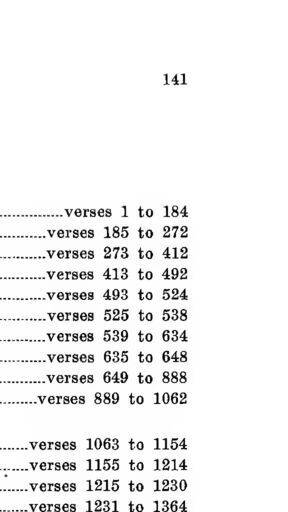 141
verses 1 to 184
verses 185 to 272
verses 273 to 412
verses 413 to 492
verses 493 to 524
verses 525 to 538
verses 539 to 634
verses 635 to 648
verses 649 to 888
verses 889 to 1062
verses 1063 to 1154
verses 1155 to 1214
verses 1215 to 1230
verses 1231 to 1364